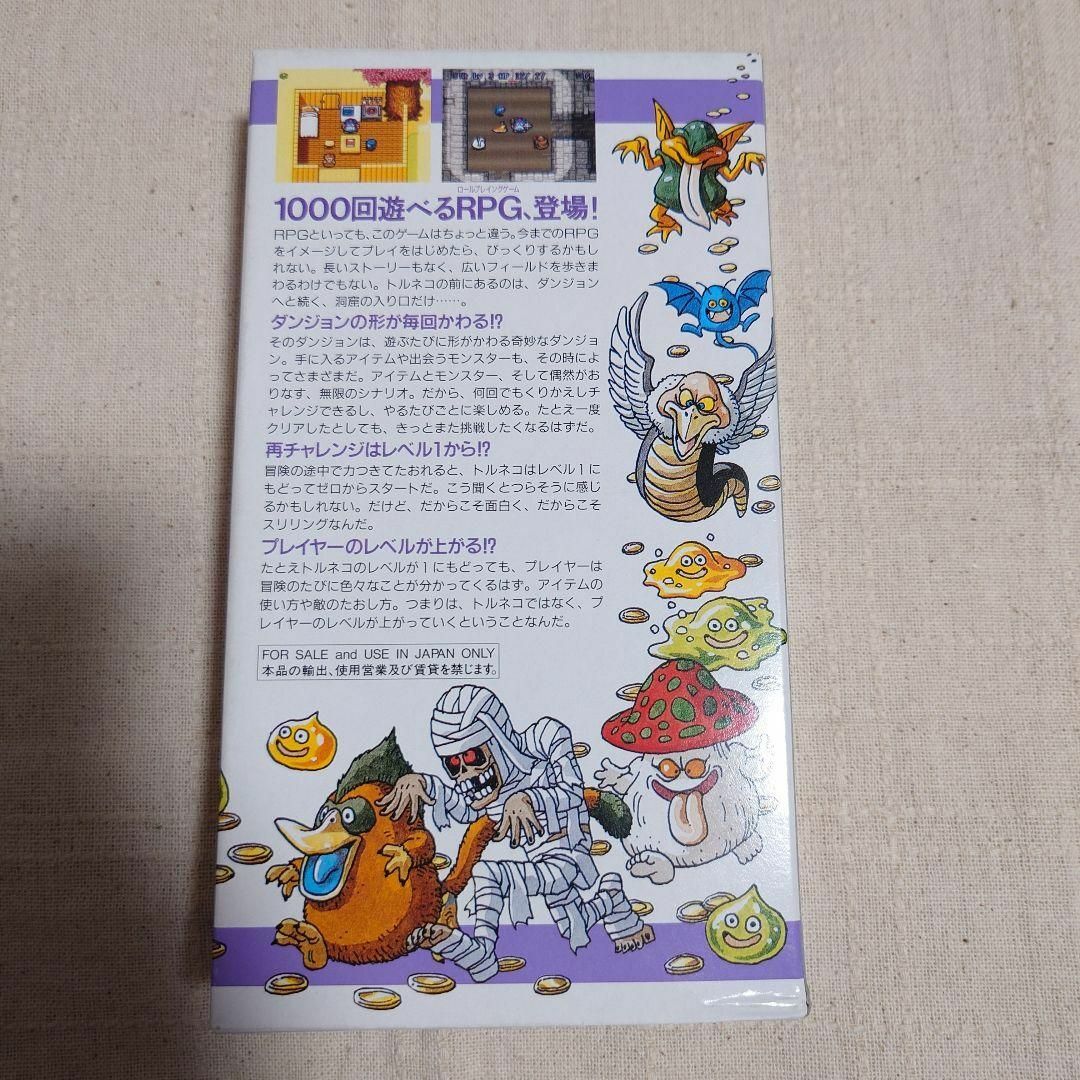 ロールプレイングゲーム
1000回遊べるRPG、登場!
RPGといっても、このゲームはちょっと違う。今までのRPG
をイメージしてプレイをはじめたら、びっくりするかもし
れない。長いストーリーもなく、広いフィールドを歩きま
わるわけでもない。トルネコの前にあるのは、ダンジョン
へと続く、洞窟の入り口だけ……。
ダンジョンの形が毎回かわる!?
そのダンジョンは、遊ぶたびに形がかわる奇妙なダンジョ
ン。手に入るアイテムや出会うモンスターも、その時によ
ってさまざまだ。アイテムとモンスター、そして偶然がお
りなす、無限のシナリオ。だから、何回でもくりかえしチ
ャレンジできるし、やるたびごとに楽しめる。たとえ一度
クリアしたとしても、きっとまた挑戦したくなるはずだ。
再チャレンジはレベル1から!?
冒険の途中で力つきてたおれると、トルネコはレベル1に
もどってゼロからスタートだ。こう聞くとつらそうに感じ
るかもしれない。だけど、だからこそ面白く、だからこそ
スリリングなんだ。
プレイヤーのレベルが上がる!?
たとえトルネコのレベルが1にもどっても、プレイヤーは
冒険のたびに色々なことが分かってくるはず。アイテムの
使い方や敵のたおし方。つまりは、トルネコではなく、プ
レイヤーのレベルが上がっていくということなんだ。
FOR SALE and USE IN JAPAN ONLY
本品の輸出、使用営業及び賃貸を禁じます。